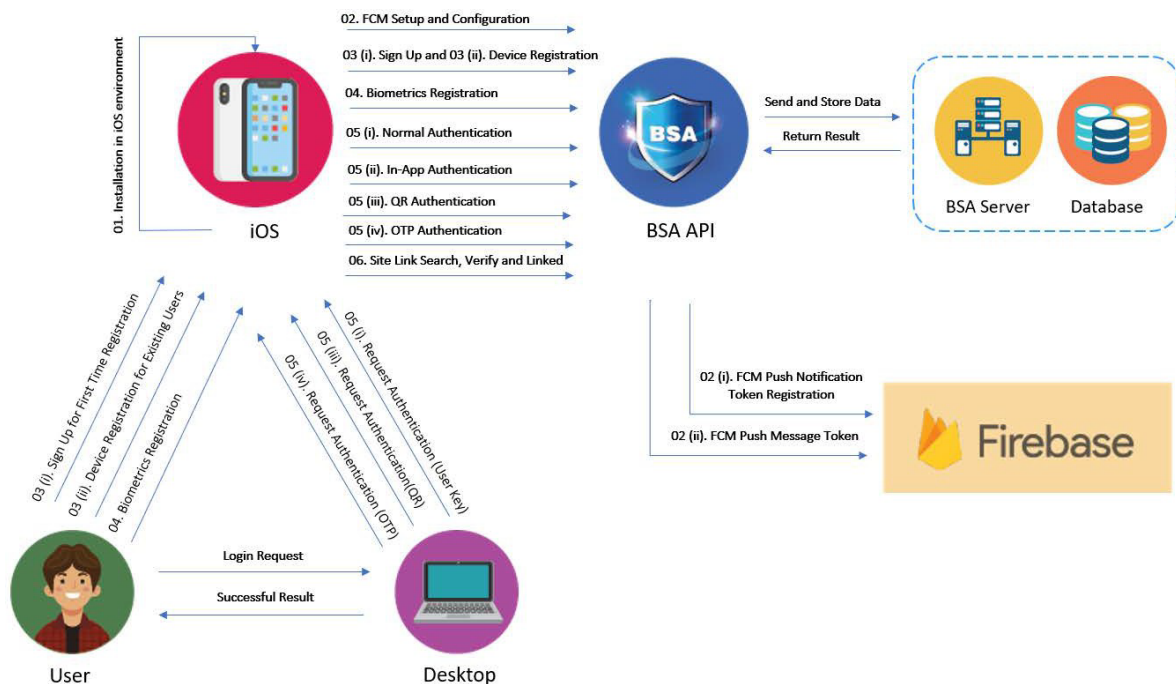 02. FCM Setup and Configuration
03 (i). Sign Up and 03 (ii). Device Registration
04. Biometrics Registration
05 (i). Normal Authentication
05 (ii). In-App Authentication
05 (iii). QR Authentication
05 (iv). OTP Authentication
06. Site Link Search, Verify and Linked
01. Installation in iOS environment
iOS
BSA
BSA API
Send and Store Data
Return Result
BSA Server
Database
03 (i). Sign Up for First Time Registration
03 (ii). Device Registration for Existing Users
04. Biometrics Registration
05 (iv). Request Authentication (OTP)
05 (iii). Request Authentication(QR)
05 (i). Request Authentication (User Key)
02 (i). FCM Push Notification
Token Registration
02 (ii). FCM Push Message Token
Firebase
Login Request
Successful Result
User
Desktop